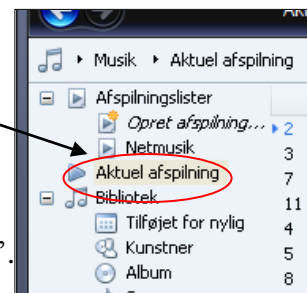 Musik ▸ Aktuel afspilning
Afspilningslister
Opret afspilning... 2
Netmusik 3
Aktuel afspilning 7
Bibliotek 11
Tilføjet for nylig 4
Kunstner 5
Album 8
”.